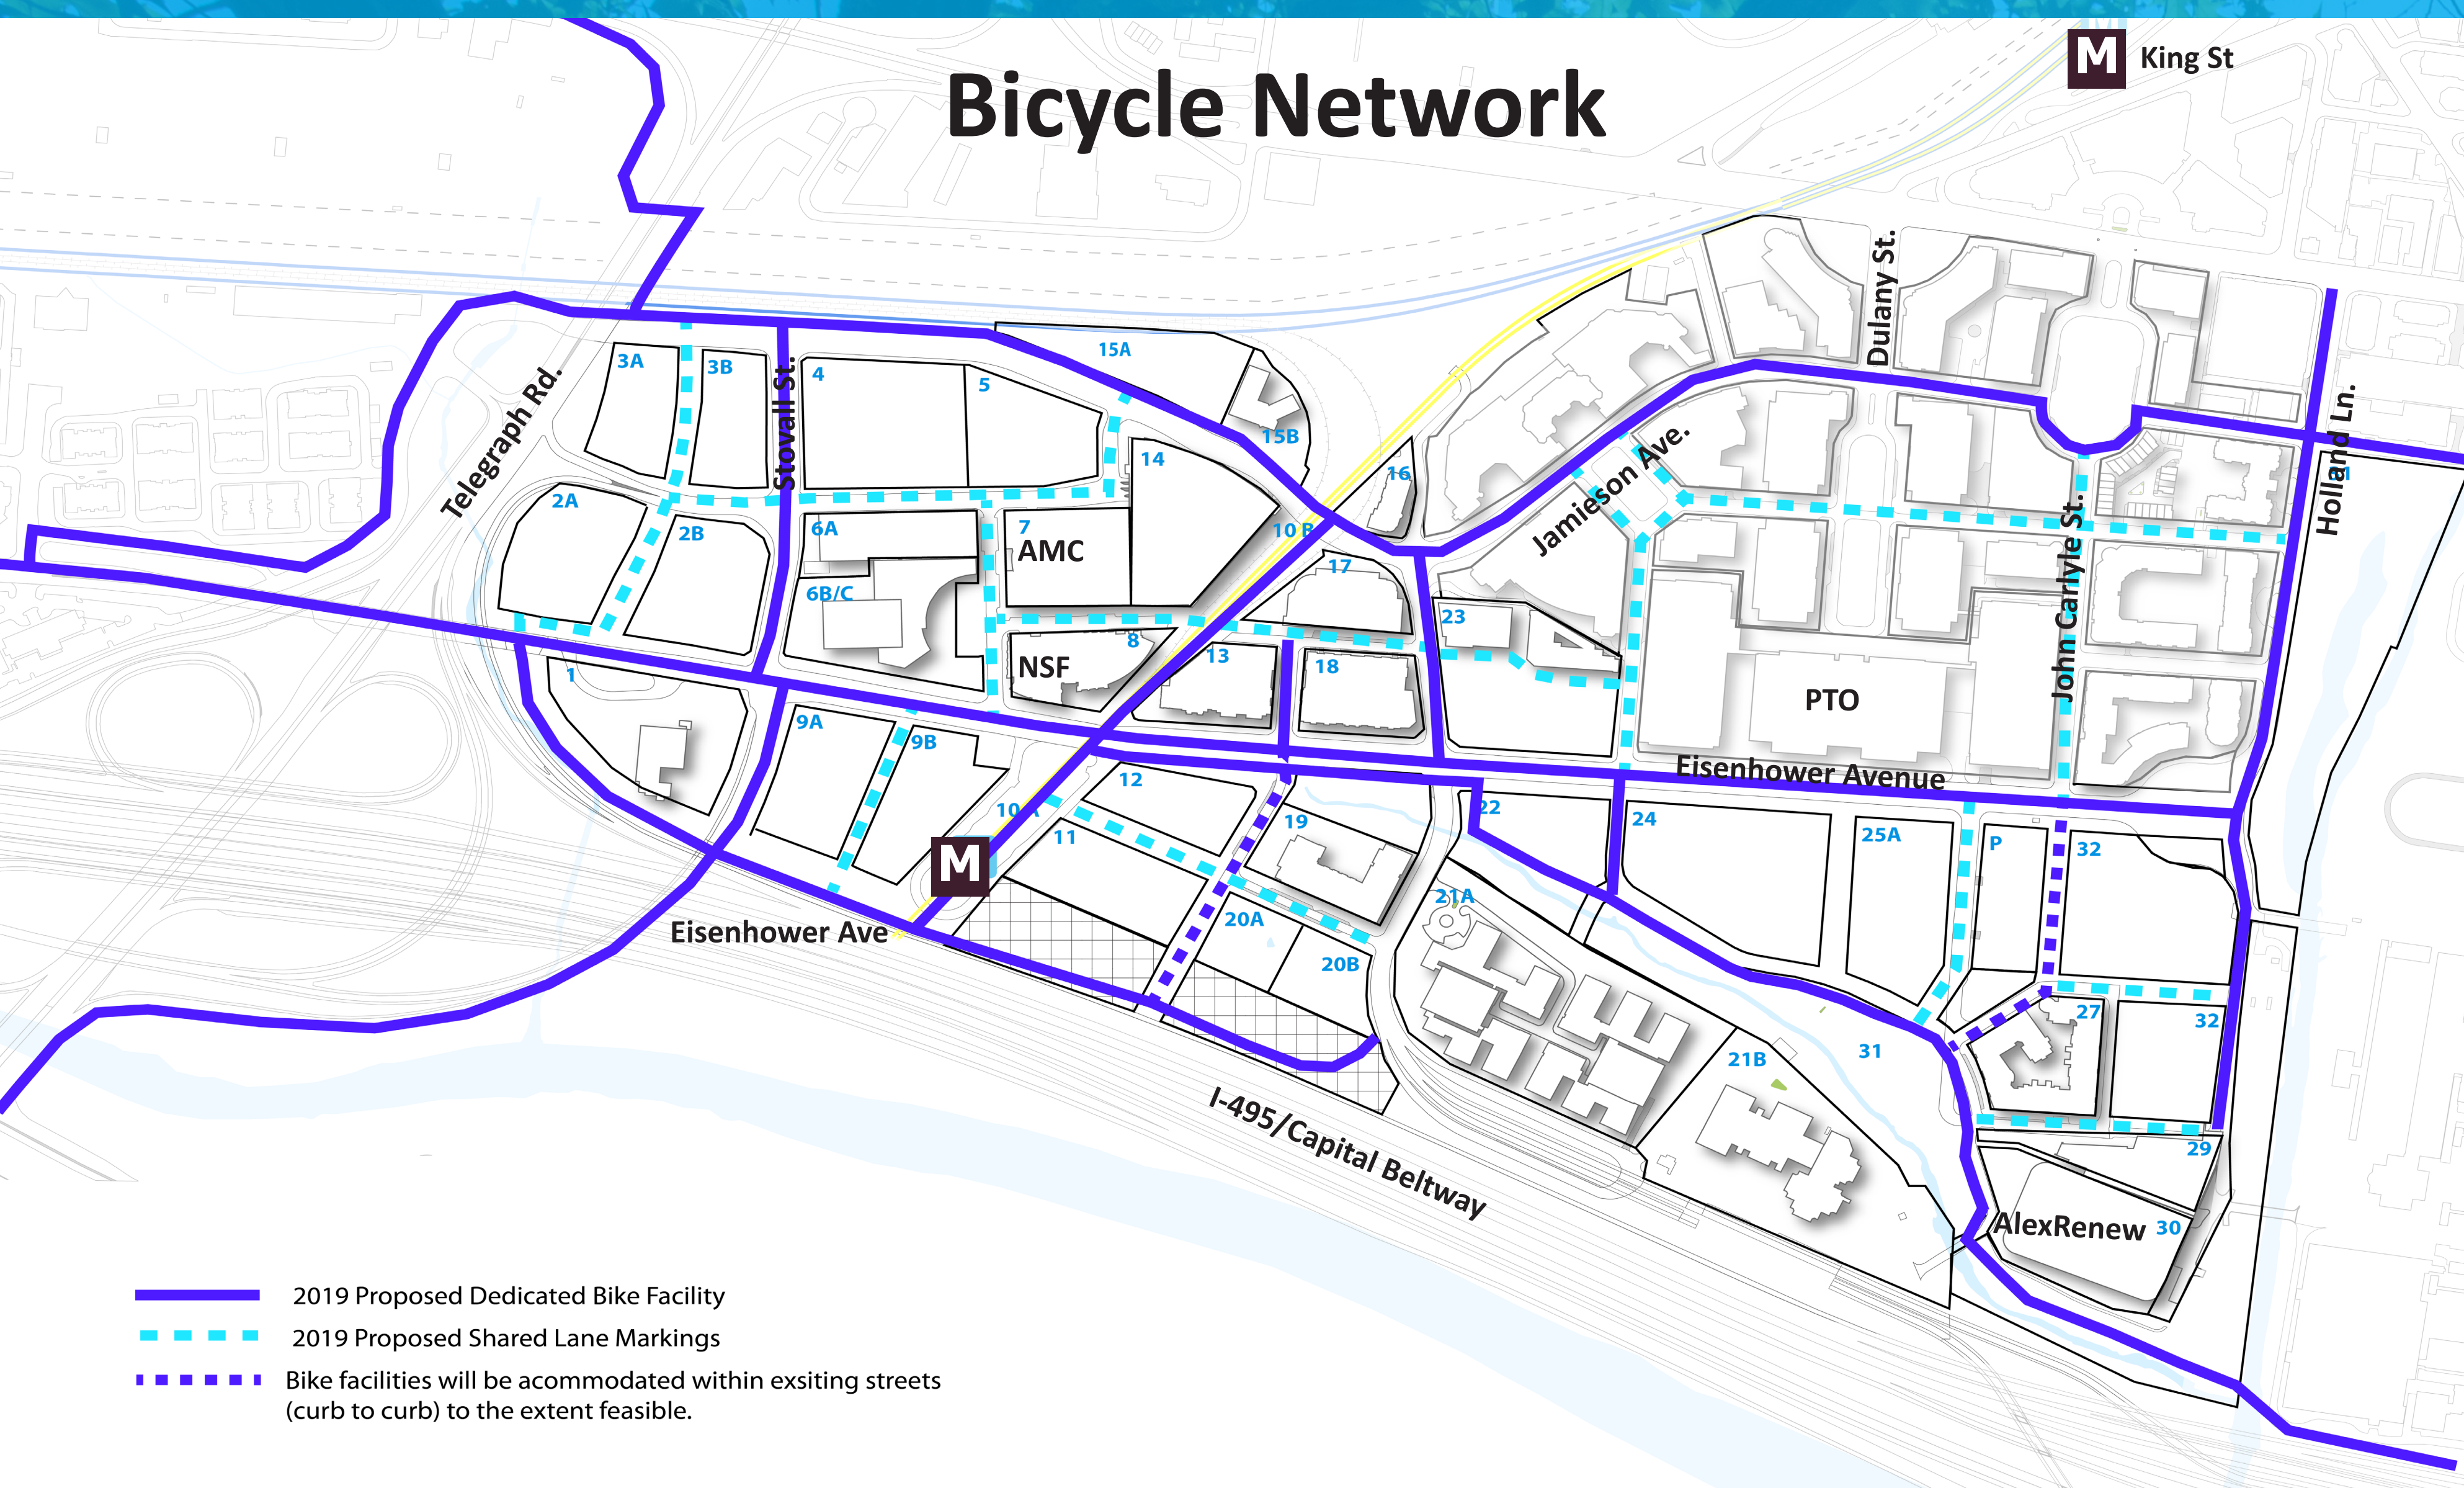 M King St
Bicycle Network
Dulany St.
15A
3A
3B
4
5
Telegraph Rd.
Stovall St.
Holland Ln.
15B
14
16
Jamieson Ave.
2A
2B
6A
7
AMC
10 B
17
John Carlyle St.
6B/C
23
8
NSF
13
18
1
PTO
9A
9B
Eisenhower Avenue
12
10A
11
19
22
24
25A
P
32
M
21A
20A
Eisenhower Ave
20B
27
32
31
21B
I-495/Capital Beltway
29
AlexRenew 30
2019 Proposed Dedicated Bike Facility
2019 Proposed Shared Lane Markings
Bike facilities will be acommodated within exsiting streets
(curb to curb) to the extent feasible.